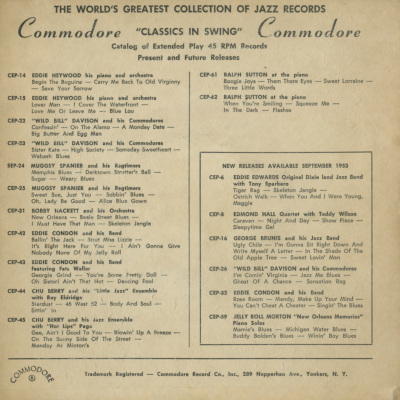 THE WORLD'S GREATEST COLLECTION OF JAZZ RECORDS
Commodore "CLASSICS IN SWING" Commodore
Catalog of Extended Play 45 RPM Records
Present and Future Releases
CEP-14 EDDIE HEYWOOD his piano and orchestra
Begin The Beguine — Carry Me Back To Old Virginny
— Save Your Sorrow
CEP-15 EDDIE HEYWOOD his piano and orchestra
Lover Man — I Cover The Waterfront —
Love Me Or Leave Me — Blue Lou
CEP-22 "WILD BILL" DAVISON and his Commodores
Confessin' — On The Alamo — A Monday Date —
Big Butter And Egg Man
CEP-23 "WILD BILL" DAVISON and his Commodores
Sister Kate — High Society — Someday Sweetheart —
Wabash Blues
SEP-24 MUGGSY SPANIER and his Ragtimers
Memphis Blues — Darktown Strutter's Ball —
Sugar — Weary Blues
CEP-25 MUGGSY SPANIER and his Ragtimers
Sweet Sue, Just You — Sobbin' Blues —
Oh, Lady Be Good — Alice Blue Gown
CEP-31 BOBBY HACKETT and his Orchestra
New Orleans — Beale Street Blues —
I Must Have That Man — Skeleton Jangle
CEP-42 EDDIE CONDON and his Band
Ballin' The Jack — Strut Miss Lizzie —
It's Right Here For You — I Ain't Gonna Give
Nobody None Of My Jelly Roll
CEP-43 EDDIE CONDON and his Band
Featuring Fats Waller
Georgia Grind — You're Some Pretty Doll —
Oh Sister! Ain't That Hot — Dancing Fool
CEP-44 CHU BERRY and his "Little Jazz" Ensemble
with Roy Eldridge
Stardust — 46 West 52 — Body And Soul —
Sittin' In
CEP-45 CHU BERRY and his Jazz Ensemble
with "Hot Lips" Page
Gee, Ain't I Good To You — Blowin' Up A Breeze —
On The Sunny Side Of The Street —
Monday At Minton's
CEP-61 RALPH SUTTON at the piano
Boogie Joys — Then There Eyes — Sweet Lorraine —
Three Little Words
CEP-62 RALPH SUTTON at the piano
When You're Smiling — Squeeze Me —
In The Dark — Flashes
NEW RELEASES AVAILABLE SEPTEMBER 1953
CEP-6 EDDIE EDWARDS Original Dixie land Jazz Band
with Tony Sparbaro
Tiger Rag — Skeleton Jangle —
Ostrich Walk — When You And I Were Young,
Maggie
CEP-8 EDMOND HALL Quartet with Teddy Wilson
Caravan — Night And Day — Show Piece —
Sleepytime Gal
CEP-16 GEORGE BRUNIS and his Jazz Band
Ugly Chile — I'm Gonna Sit Right Down And
Write Myself A Letter — In The Shade Of The
Old Apple Tree — Sweet Lovin' Man
CEP-26 "WILD BILL" DAVISON and his Commodores
I'm Comin' Virginia — Jazz Me Blues —
Ghost Of A Chance — Sensation Rag
CEP-32 EDDIE CONDON and his Band
Rose Room — Mandy, Make Up Your Mind —
You Can't Cheat A Cheater — Singin' The Blues
CEP-59 JELLY ROLL MORTON "New Orleans Memories"
Piano Solos
Mamie's Blues — Michigan Water Blues —
Buddy Bolden's Blues — Winin' Boy Blues
COMMODORE
Trademark Registered — Commodore Record Co., Inc., 289 Nepperhan Ave., Yonkers, N. Y.